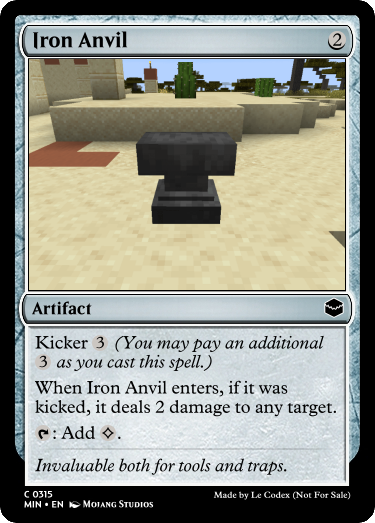 Iron Anvil 2
Artifact
Kicker 3 (You may pay an additional
3 as you cast this spell.)
When Iron Anvil enters, if it was
kicked, it deals 2 damage to any target.
: Add .
Invaluable both for tools and traps.
C 0315
MIN • EN Mojang Studios
Made by Le Codex (Not For Sale)